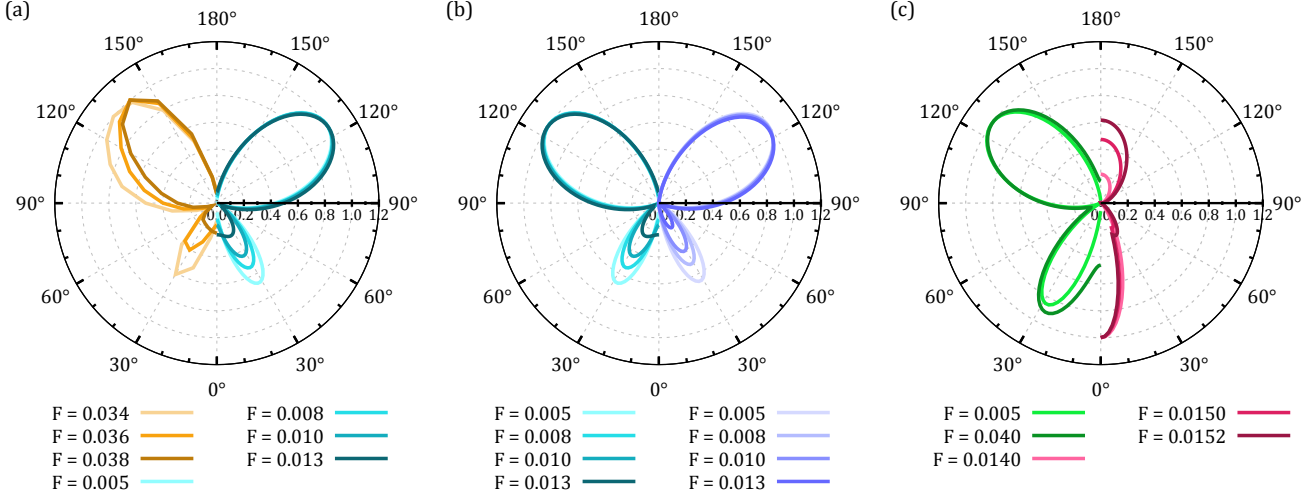 (a)
180°
150°
150°
120°
120°
90°
90°
0.0 0.2 0.4 0.6 0.8 1.0 1.2
60°
60°
30°
30°
0°
F = 0.034
F = 0.036
F = 0.038
F = 0.005
F = 0.008
F = 0.010
F = 0.013
(b)
180°
150°
150°
120°
120°
90°
90°
0.0 0.2 0.4 0.6 0.8 1.0 1.2
60°
60°
30°
30°
0°
F = 0.005
F = 0.008
F = 0.010
F = 0.013
F = 0.005
F = 0.008
F = 0.010
F = 0.013
(c)
180°
150°
150°
120°
120°
90°
90°
0.0 0.2 0.4 0.6 0.8 1.0 1.2
60°
60°
30°
30°
0°
F = 0.005
F = 0.040
F = 0.0140
F = 0.0150
F = 0.0152